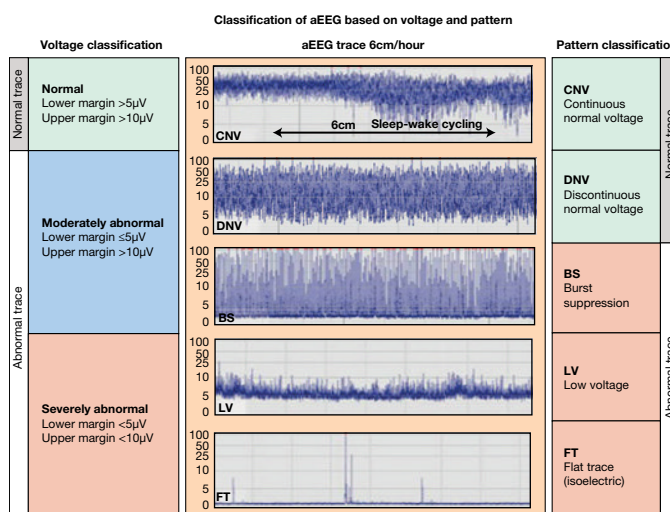 Classification of aEEG based on voltage and pattern
Voltage classification
aEEG trace 6cm/hour
Pattern classificatio
Normal trace
Abnormal trace
Normal
Lower margin >5µV
Upper margin >10µV
Moderately abnormal
Lower margin ≤5µV
Upper margin >10µV
Severely abnormal
Lower margin <5µV
Upper margin <10µV
100
50
25
10
5
0
CNV
6cm
Sleep-wake cycling
100
50
25
10
5
0
DNV
100
50
25
10
5
0
BS
100
50
25
10
5
0
LV
100
50
25
10
5
0
FT
CNV
Continuous
normal voltage
DNV
Discontinuous
normal voltage
BS
Burst
suppression
LV
Low voltage
FT
Flat trace
(isoelectric)
Normal trace
Abnormal trace